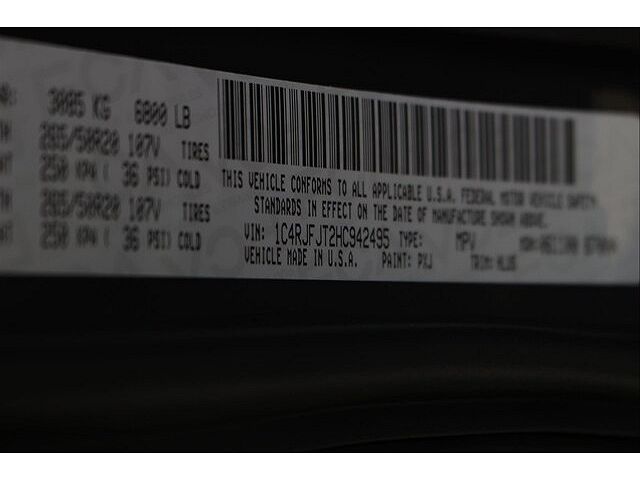 3085 KG 6800 LB
265/50R20 107V TIRES
250 KPA ( 36 PSI) COLD
265/50R20 107V TIRES
250 KPA ( 36 PSI) COLD
THIS VEHICLE CONFORMS TO ALL APPLICABLE U.S.A. FEDERAL MOTOR VEHICLE SAFETY
STANDARDS IN EFFECT ON THE DATE OF MANUFACTURE SHOWN ABOVE.
VIN: 1C4RJFJT2HC942495 TYPE: MPV
VEHICLE MADE IN U.S.A. PAINT: PXJ TRIM: